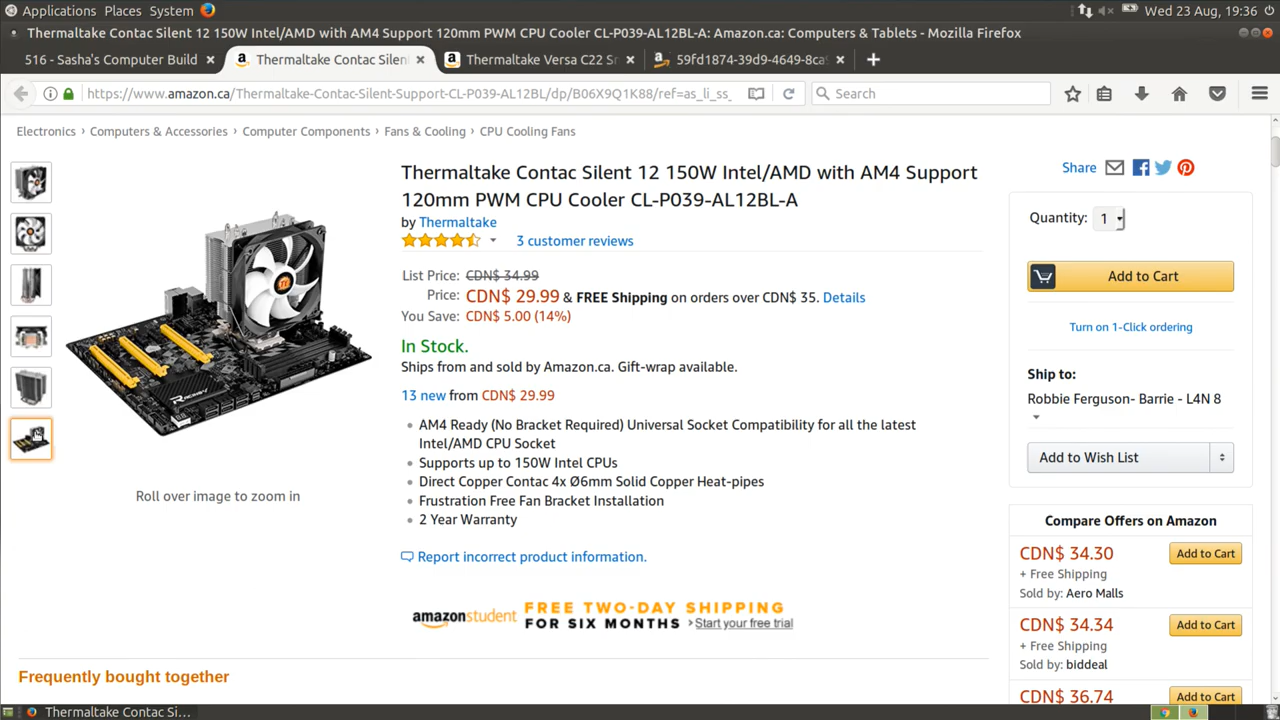 Applications Places System
Wed 23 Aug, 19:36
Thermaltake Contac Silent 12 150W Intel/AMD with AM4 Support 120mm PWM CPU Cooler CL-P039-AL12BL-A: Amazon.ca: Computers & Tablets - Mozilla Firefox
516 - Sasha's Computer Build × Thermaltake Contac Silen × Thermaltake Versa C22 S × 59fd1874-39d9-4649-8ca ×
https://www.amazon.ca/Thermaltake-Contac-Silent-Support-CL-P039-AL12BL/dp/B06X9Q1K88/ref=as_li_ss_
Search
Electronics › Computers & Accessories › Computer Components › Fans & Cooling › CPU Cooling Fans
Thermaltake Contac Silent 12 150W Intel/AMD with AM4 Support
120mm PWM CPU Cooler CL-P039-AL12BL-A
by Thermaltake
3 customer reviews
List Price: CDN$ 34.99
Price: CDN$ 29.99 & FREE Shipping on orders over CDN$ 35. Details
You Save: CDN$ 5.00 (14%)
In Stock.
Ships from and sold by Amazon.ca. Gift-wrap available.
13 new from CDN$ 29.99
• AM4 Ready (No Bracket Required) Universal Socket Compatibility for all the latest
Intel/AMD CPU Socket
• Supports up to 150W Intel CPUs
• Direct Copper Contac 4x Ø6mm Solid Copper Heat-pipes
• Frustration Free Fan Bracket Installation
• 2 Year Warranty
Report incorrect product information.
Roll over image to zoom in
amazonstudent FREE TWO-DAY SHIPPING
FOR SIX MONTHS >Start your free trial
Frequently bought together
Share
Quantity: 1
Add to Cart
Turn on 1-Click ordering
Ship to:
Robbie Ferguson- Barrie - L4N 8
Add to Wish List
Compare Offers on Amazon
CDN$ 34.30 Add to Cart
+ Free Shipping
Sold by: Aero Malls
CDN$ 34.34 Add to Cart
+ Free Shipping
Sold by: biddeal
CDN$ 36.74 Add to Cart
Thermaltake Contac Si...